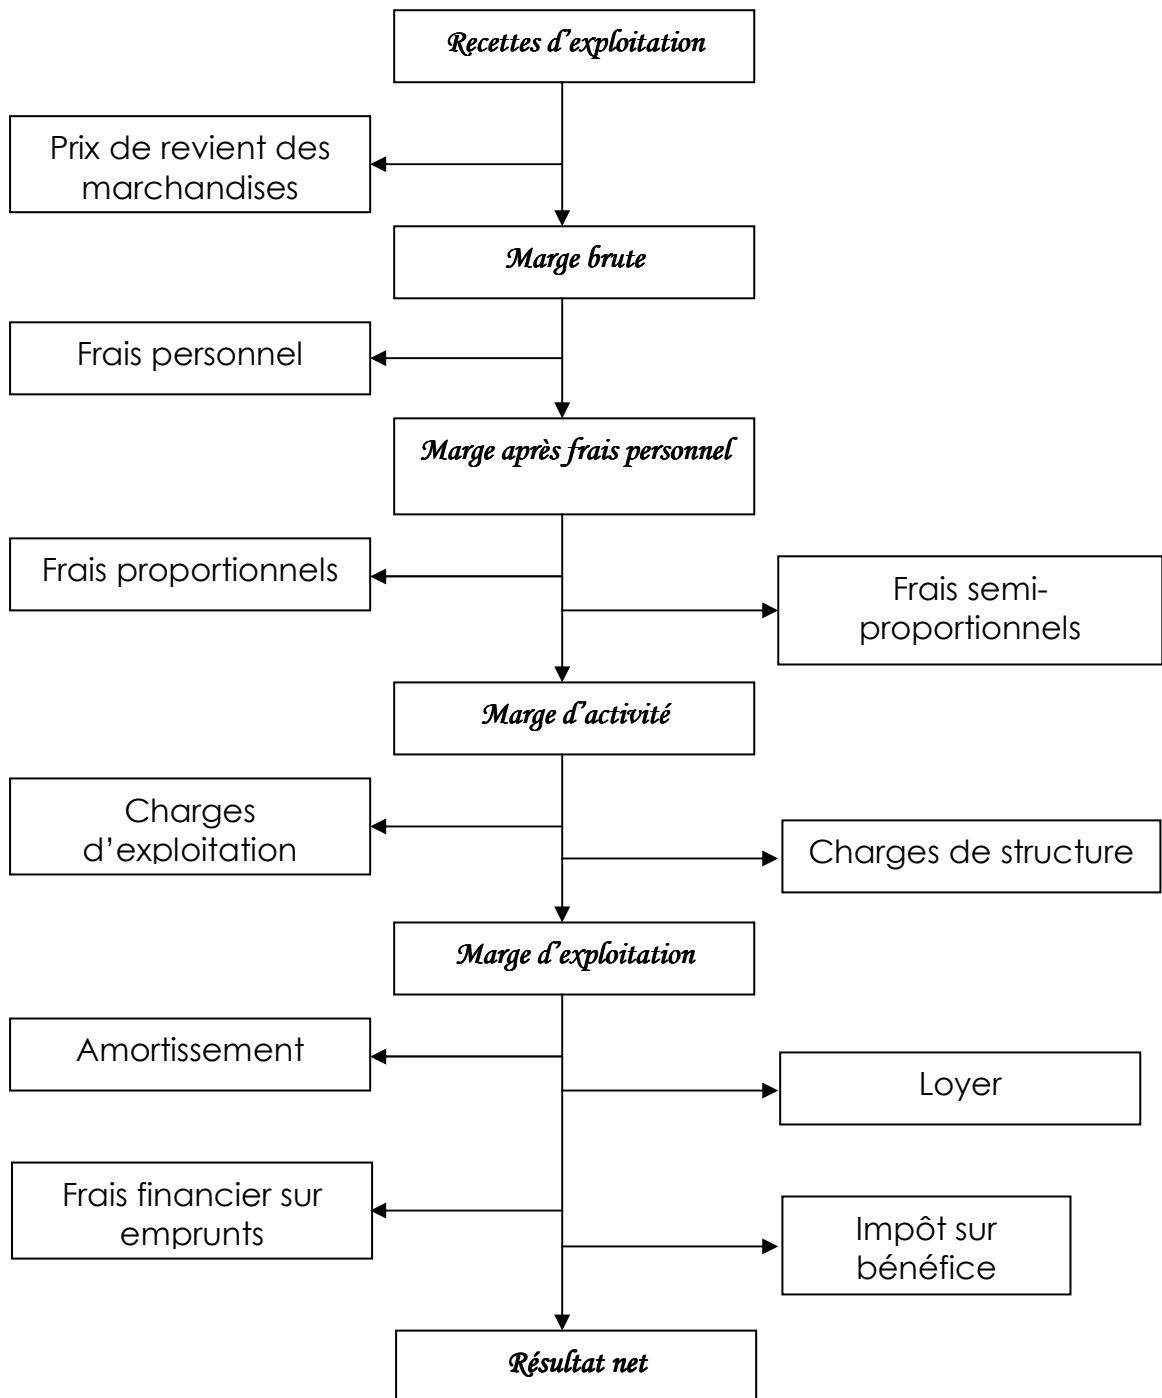 Recettes d'exploitation
Prix de revient des
marchandises
Marge brute
Frais personnel
Marge après frais personnel
Frais proportionnels
Frais semi-
proportionnels
Marge d'activité
Charges
d'exploitation
Charges de structure
Marge d'exploitation
Amortissement
Loyer
Frais financier sur
emprunts
Impôt sur
bénéfice
Résultat net